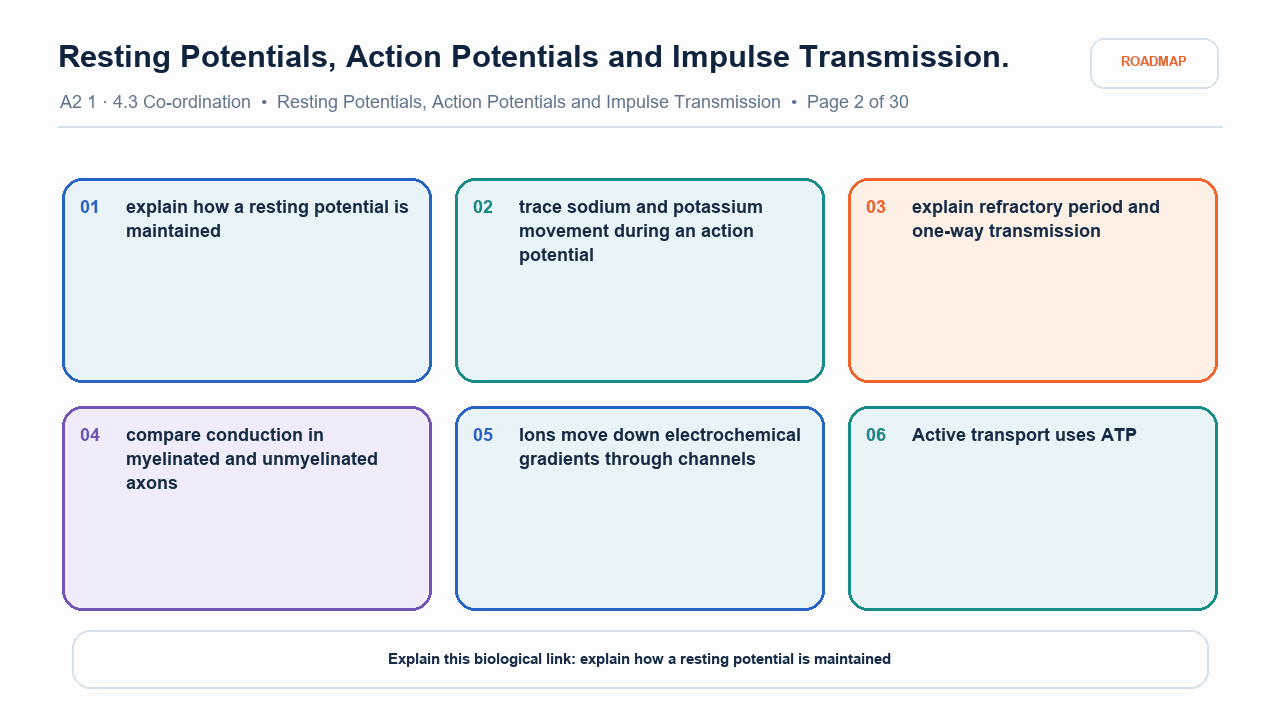 Resting Potentials, Action Potentials and Impulse Transmission.
ROADMAP
A2 1 · 4.3 Co-ordination • Resting Potentials, Action Potentials and Impulse Transmission • Page 2 of 30
01
explain how a resting potential is
maintained
02
trace sodium and potassium
movement during an action
potential
03
explain refractory period and
one-way transmission
04
compare conduction in
myelinated and unmyelinated
axons
05
Ions move down electrochemical
gradients through channels
06
Active transport uses ATP
Explain this biological link: explain how a resting potential is maintained